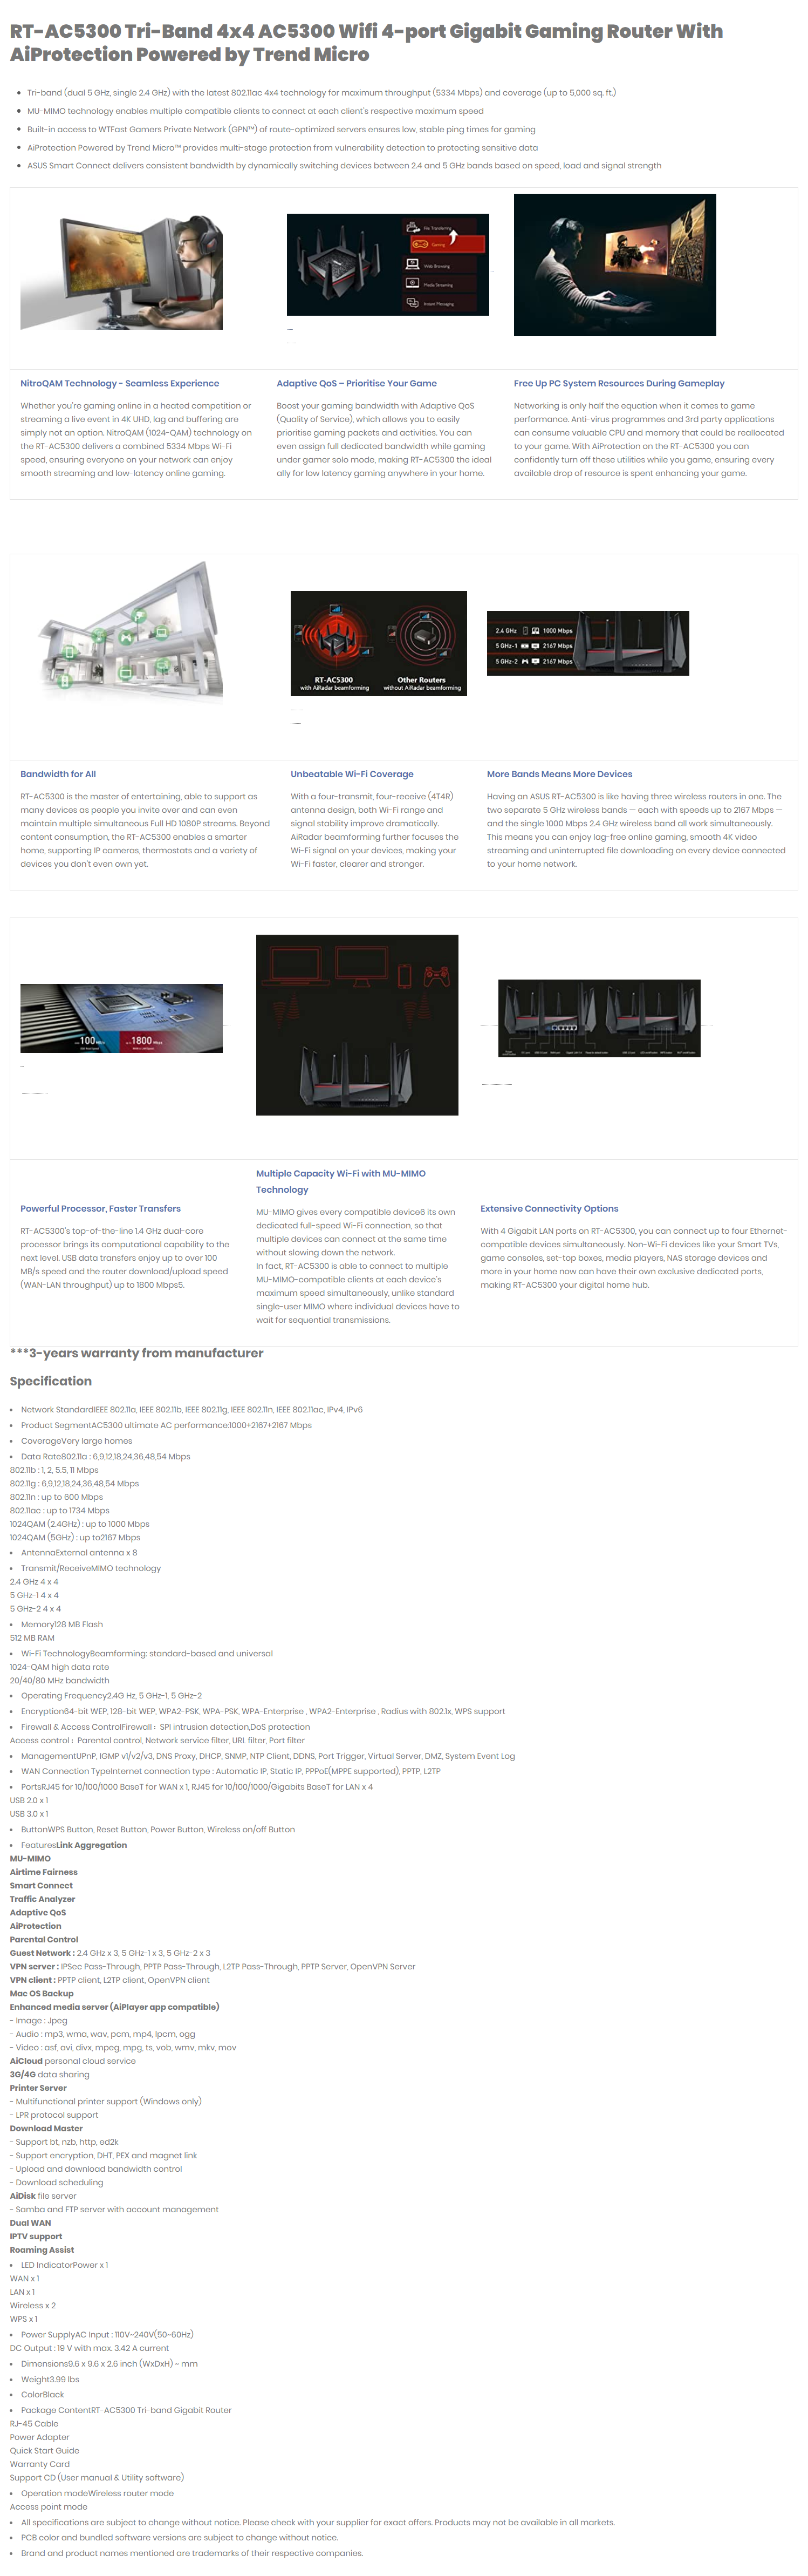 RT-AC5300 Tri-Band 4x4 AC5300 Wifi 4-port Gigabit Gaming Router With
AiProtection Powered by Trend Micro
Tri-band (dual 5 GHz, single 2.4 GHz) with the latest 802.11ac 4x4 technology for maximum throughput (5334 Mbps) and coverage (up to 5,000 sq. ft.)
MU-MIMO technology enables multiple compatible clients to connect at each client's respective maximum speed
Built-in access to WTFast Gamers Private Network (GPN™) of route-optimized servers ensures low, stable ping times for gaming
AiProtection Powered by Trend Micro™ provides multi-stage protection from vulnerability detection to protecting sensitive data
ASUS Smart Connect delivers consistent bandwidth by dynamically switching devices between 2.4 and 5 GHz bands based on speed, load and signal strength
File Transferring
Gaming
Web Browsing
Media Streaming
Instant Messaging
NitroQAM Technology - Seamless Experience
Whether you're gaming online in a heated competition or
streaming a live event in 4K UHD, lag and buffering are
simply not an option. NitroQAM (1024-QAM) technology on
the RT-AC5300 delivers a combined 5334 Mbps Wi-Fi
speed, ensuring everyone on your network can enjoy
smooth streaming and low-latency online gaming.
Adaptive QoS – Prioritise Your Game
Boost your gaming bandwidth with Adaptive QoS
(Quality of Service), which allows you to easily
prioritise gaming packets and activities. You can
even assign full dedicated bandwidth while gaming
under gamer solo mode, making RT-AC5300 the ideal
ally for low latency gaming anywhere in your home.
Free Up PC System Resources During Gameplay
Networking is only half the equation when it comes to game
performance. Anti-virus programmes and 3rd party applications
can consume valuable CPU and memory that could be reallocated
to your game. With AiProtection on the RT-AC5300 you can
confidently turn off these utilities while you game, ensuring every
available drop of resource is spent enhancing your game.
RT-AC5300
with AiRadar beamforming
Other Routers
without AiRadar beamforming
2.4 GHz 1000 Mbps
5 GHz-1 2167 Mbps
5 GHz-2 2167 Mbps
Bandwidth for All
RT-AC5300 is the master of entertaining, able to support as
many devices as people you invite over and can even
maintain multiple simultaneous Full HD 1080P streams. Beyond
content consumption, the RT-AC5300 enables a smarter
home, supporting IP cameras, thermostats and a variety of
devices you don't even own yet.
Unbeatable Wi-Fi Coverage
With a four-transmit, four-receive (4T4R)
antenna design, both Wi-Fi range and
signal stability improve dramatically.
AiRadar beamforming further focuses the
Wi-Fi signal on your devices, making your
Wi-Fi faster, clearer and stronger.
More Bands Means More Devices
Having an ASUS RT-AC5300 is like having three wireless routers in one. The
two separate 5 GHz wireless bands — each with speeds up to 2167 Mbps —
and the single 1000 Mbps 2.4 GHz wireless band all work simultaneously.
This means you can enjoy lag-free online gaming, smooth 4K video
streaming and uninterrupted file downloading on every device connected
to your home network.
100 MB/s
1800 Mbps
Powerful Processor, Faster Transfers
RT-AC5300's top-of-the-line 1.4 GHz dual-core
processor brings its computational capability to the
next level. USB data transfers enjoy up to over 100
MB/s speed and the router download/upload speed
(WAN-LAN throughput) up to 1800 Mbps5.
Multiple Capacity Wi-Fi with MU-MIMO
Technology
MU-MIMO gives every compatible device6 its own
dedicated full-speed Wi-Fi connection, so that
multiple devices can connect at the same time
without slowing down the network.
In fact, RT-AC5300 is able to connect to multiple
MU-MIMO-compatible clients at each device's
maximum speed simultaneously, unlike standard
single-user MIMO where individual devices have to
wait for sequential transmissions.
Extensive Connectivity Options
With 4 Gigabit LAN ports on RT-AC5300, you can connect up to four Ethernet-
compatible devices simultaneously. Non-Wi-Fi devices like your Smart TVs,
game consoles, set-top boxes, media players, NAS storage devices and
more in your home now can have their own exclusive dedicated ports,
making RT-AC5300 your digital home hub.
***3-years warranty from manufacturer
Specification
Network StandardIEEE 802.11a, IEEE 802.11b, IEEE 802.11g, IEEE 802.11n, IEEE 802.11ac, IPv4, IPv6
Product SegmentAC5300 ultimate AC performance:1000+2167+2167 Mbps
CoverageVery large homes
Data Rate802.11a : 6,9,12,18,24,36,48,54 Mbps
802.11b : 1, 2, 5.5, 11 Mbps
802.11g : 6,9,12,18,24,36,48,54 Mbps
802.11n : up to 600 Mbps
802.11ac : up to 1734 Mbps
1024QAM (2.4GHz) : up to 1000 Mbps
1024QAM (5GHz) : up to2167 Mbps
AntennaExternal antenna x 8
Transmit/ReceiveMIMO technology
2.4 GHz 4 x 4
5 GHz-1 4 x 4
5 GHz-2 4 x 4
Memory128 MB Flash
512 MB RAM
Wi-Fi TechnologyBeamforming: standard-based and universal
1024-QAM high data rate
20/40/80 MHz bandwidth
Operating Frequency2.4G Hz, 5 GHz-1, 5 GHz-2
Encryption64-bit WEP, 128-bit WEP, WPA2-PSK, WPA-PSK, WPA-Enterprise , WPA2-Enterprise , Radius with 802.1x, WPS support
Firewall & Access ControlFirewall：SPI intrusion detection,DoS protection
Access control：Parental control, Network service filter, URL filter, Port filter
ManagementUPnP, IGMP v1/v2/v3, DNS Proxy, DHCP, SNMP, NTP Client, DDNS, Port Trigger, Virtual Server, DMZ, System Event Log
WAN Connection TypeInternet connection type : Automatic IP, Static IP, PPPoE(MPPE supported), PPTP, L2TP
PortsRJ45 for 10/100/1000 BaseT for WAN x 1, RJ45 for 10/100/1000/Gigabits BaseT for LAN x 4
USB 2.0 x 1
USB 3.0 x 1
ButtonWPS Button, Reset Button, Power Button, Wireless on/off Button
FeaturesLink Aggregation
MU-MIMO
Airtime Fairness
Smart Connect
Traffic Analyzer
Adaptive QoS
AiProtection
Parental Control
Guest Network : 2.4 GHz x 3, 5 GHz-1 x 3, 5 GHz-2 x 3
VPN server : IPSec Pass-Through, PPTP Pass-Through, L2TP Pass-Through, PPTP Server, OpenVPN Server
VPN client : PPTP client, L2TP client, OpenVPN client
Mac OS Backup
Enhanced media server (AiPlayer app compatible)
- Image : Jpeg
- Audio : mp3, wma, wav, pcm, mp4, lpcm, ogg
- Video : asf, avi, divx, mpeg, mpg, ts, vob, wmv, mkv, mov
AiCloud personal cloud service
3G/4G data sharing
Printer Server
- Multifunctional printer support (Windows only)
- LPR protocol support
Download Master
- Support bt, nzb, http, ed2k
- Support encryption, DHT, PEX and magnet link
- Upload and download bandwidth control
- Download scheduling
AiDisk file server
- Samba and FTP server with account management
Dual WAN
IPTV support
Roaming Assist
LED IndicatorPower x 1
WAN x 1
LAN x 1
Wireless x 2
WPS x 1
Power SupplyAC Input : 110V~240V(50~60Hz)
DC Output : 19 V with max. 3.42 A current
Dimensions9.6 x 9.6 x 2.6 inch (WxDxH) ~ mm
Weight3.99 lbs
ColorBlack
Package ContentRT-AC5300 Tri-band Gigabit Router
RJ-45 Cable
Power Adapter
Quick Start Guide
Warranty Card
Support CD (User manual & Utility software)
Operation modeWireless router mode
Access point mode
All specifications are subject to change without notice. Please check with your supplier for exact offers. Products may not be available in all markets.
PCB color and bundled software versions are subject to change without notice.
Brand and product names mentioned are trademarks of their respective companies.